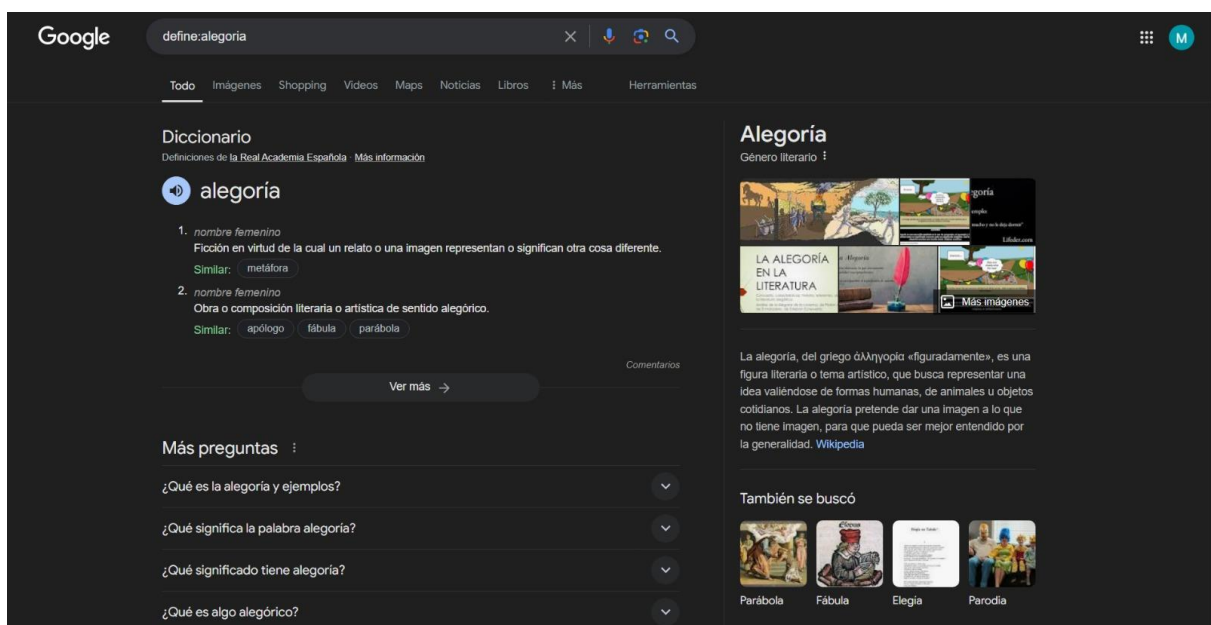 Google
define:alegoria
M
Todo Imágenes Shopping Videos Maps Noticias Libros Más Herramientas
Diccionario
Definiciones de la Real Academia Española · Más información
alegoría
1. nombre femenino
Ficción en virtud de la cual un relato o una imagen representan o significan otra cosa diferente.
Similar: metáfora
2. nombre femenino
Obra o composición literaria o artística de sentido alegórico.
Similar: apólogo fábula parábola
Comentarios
Ver más →
Más preguntas
¿Qué es la alegoría y ejemplos?
¿Qué significa la palabra alegoría?
¿Qué significado tiene alegoría?
¿Qué es algo alegórico?
Alegoría
Género literario
egoría
LA ALEGORÍA
EN LA
LITERATURA
Lifeder.com
Más imágenes
La alegoría, del griego ἀλληγορία «figuradamente», es una
figura literaria o tema artístico, que busca representar una
idea valiéndose de formas humanas, de animales u objetos
cotidianos. La alegoría pretende dar una imagen a lo que
no tiene imagen, para que pueda ser mejor entendido por
la generalidad. Wikipedia
También se buscó
Parábola Fábula Elegía Parodia